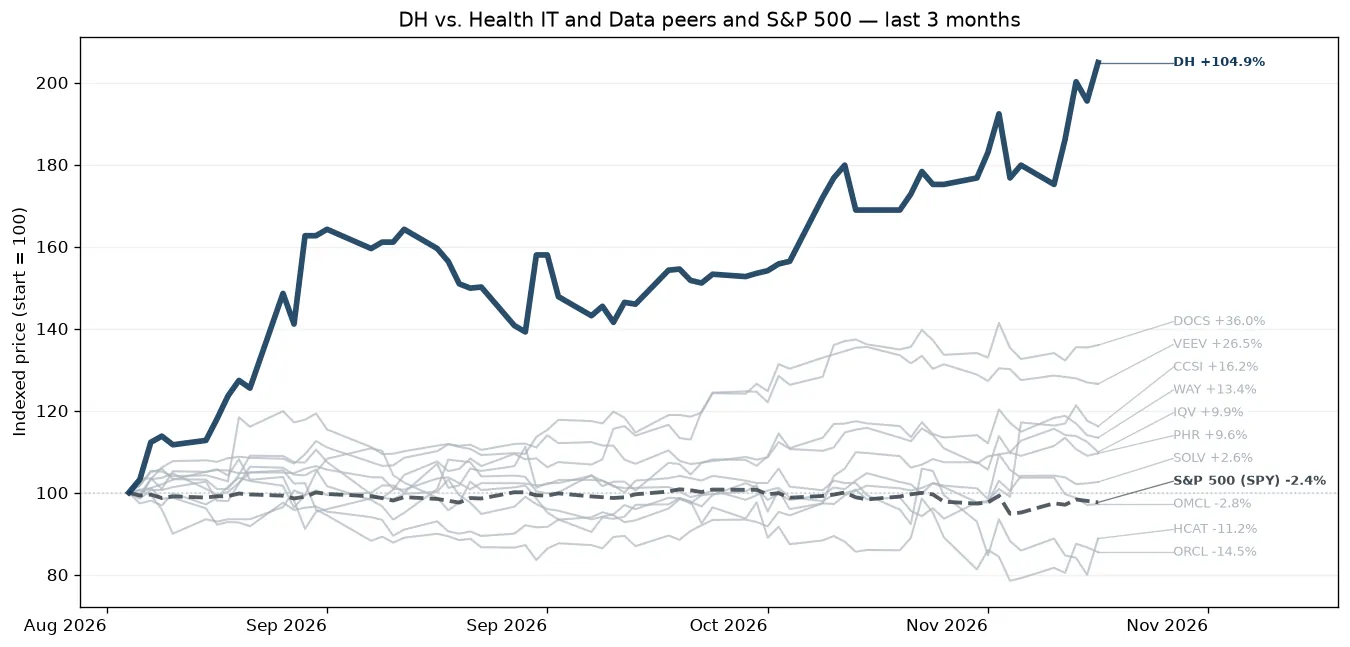 DH vs. Health IT and Data peers and S&P 500 — last 3 months
Indexed price (start = 100)
200
180
160
140
120
100
80
DH +104.9%
DOCS +36.0%
VEEV +26.5%
CCSI +16.2%
WAY +13.4%
IQV +9.9%
PHR +9.6%
SOLV +2.6%
S&P 500 (SPY) -2.4%
OMCL -2.8%
HCAT -11.2%
ORCL -14.5%
Aug 2026
Sep 2026
Sep 2026
Oct 2026
Nov 2026
Nov 2026